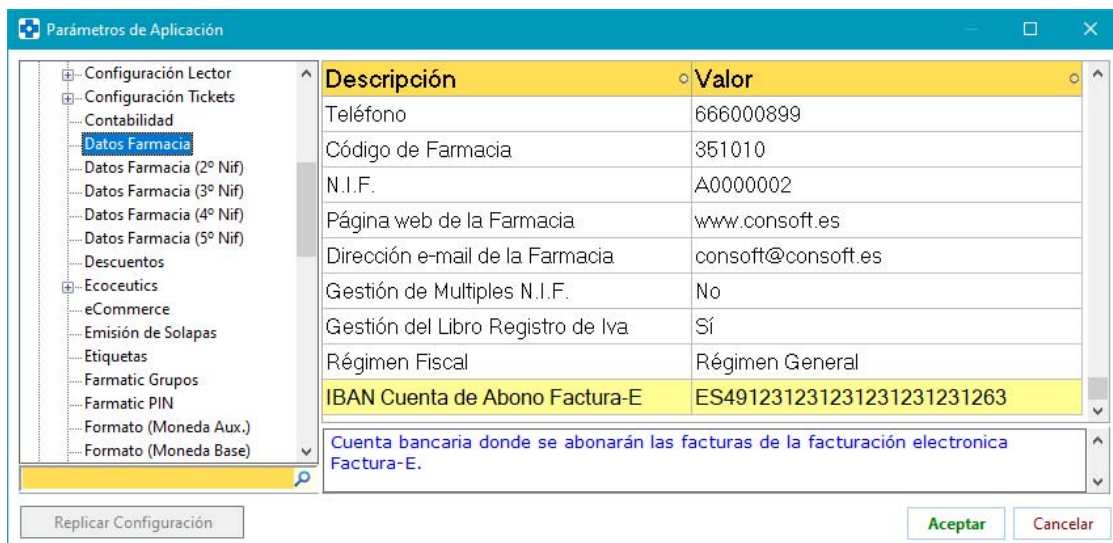 Parámetros de Aplicación
Configuración Lector
Configuración Tickets
Contabilidad
Datos Farmacia
Datos Farmacia (2º Nif)
Datos Farmacia (3º Nif)
Datos Farmacia (4º Nif)
Datos Farmacia (5º Nif)
Descuentos
Ecoceutics
eCommerce
Emisión de Solapas
Etiquetas
Farmatic Grupos
Farmatic PIN
Formato (Moneda Aux.)
Formato (Moneda Base)
Descripción Valor
Teléfono 666000899
Código de Farmacia 351010
N.I.F. A0000002
Página web de la Farmacia www.consoft.es
Dirección e-mail de la Farmacia consoft@consoft.es
Gestión de Multiples N.I.F. No
Gestión del Libro Registro de Iva Sí
Régimen Fiscal Régimen General
IBAN Cuenta de Abono Factura-E ES4912312312312312312312​63
Cuenta bancaria donde se abonarán las facturas de la facturación electronica
Factura-E.
Replicar Configuración
Aceptar
Cancelar